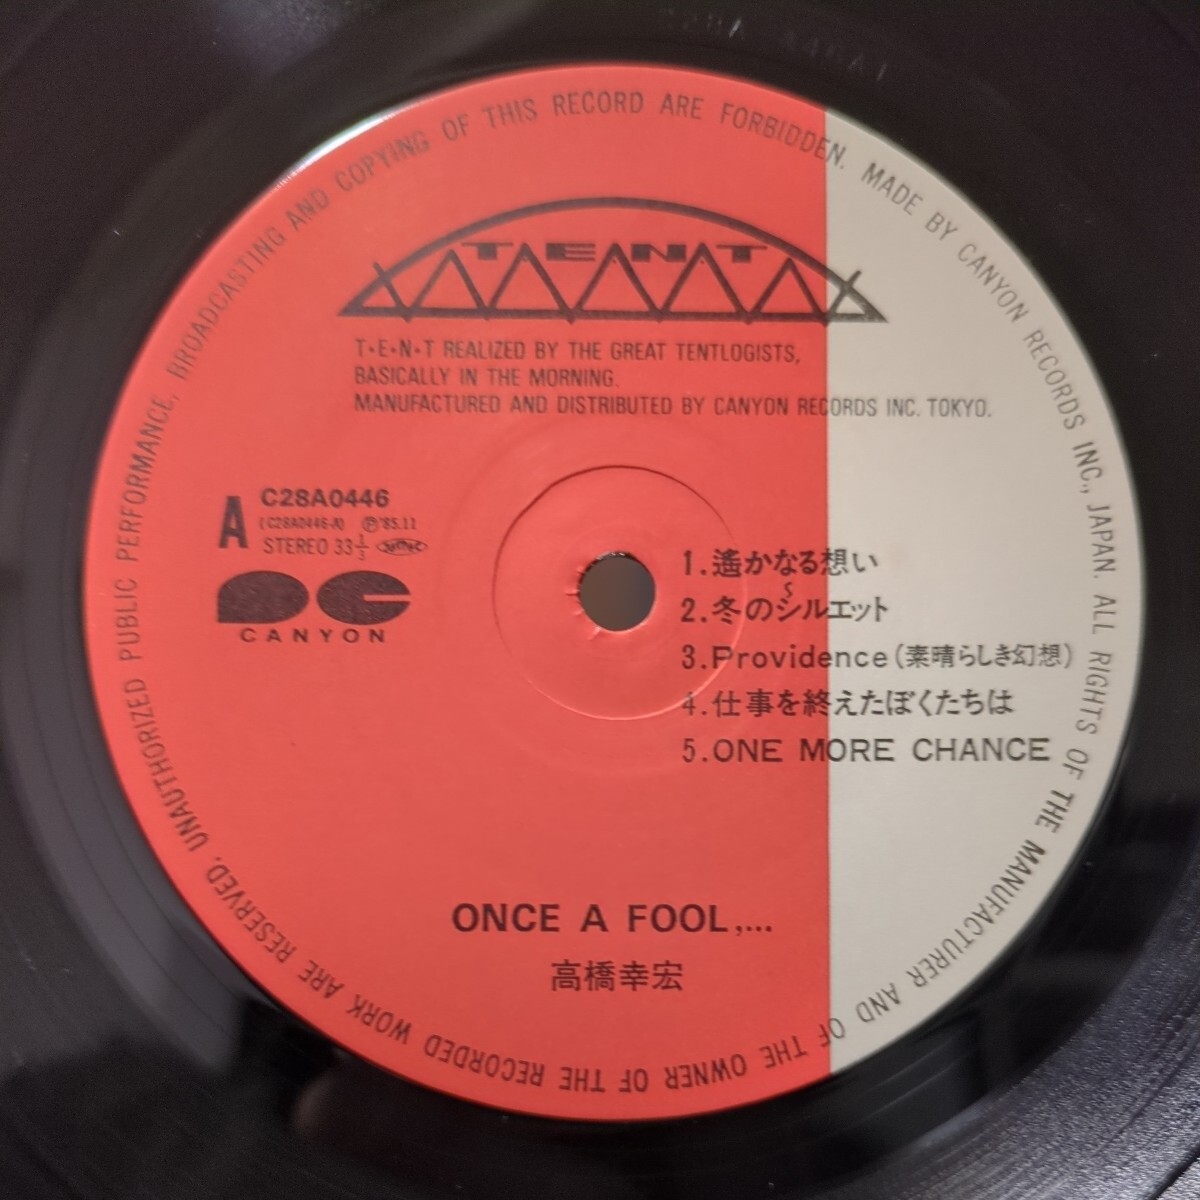 T·E·N·T
T·E·N·T REALIZED BY THE GREAT TENTLOGISTS,
BASICALLY IN THE MORNING.
MANUFACTURED AND DISTRIBUTED BY CANYON RECORDS INC. TOKYO.
A
C28A0446
(C28A0446-A) Ⓟ'85.11
STEREO 33⅓
CANYON
1.遙かなる想い
〜
2.冬のシルエット
3.Providence(素晴らしき幻想)
4.仕事を終えたぼくたちは
5.ONE MORE CHANCE
ONCE A FOOL,...
高橋幸宏
MADE BY CANYON RECORDS INC., JAPAN. ALL RIGHTS OF THE MANUFACTURER AND OF THE OWNER OF THE RECORDED WORK ARE RESERVED. UNAUTHORIZED PUBLIC PERFORMANCE, BROADCASTING AND COPYING OF THIS RECORD ARE FORBIDDEN.